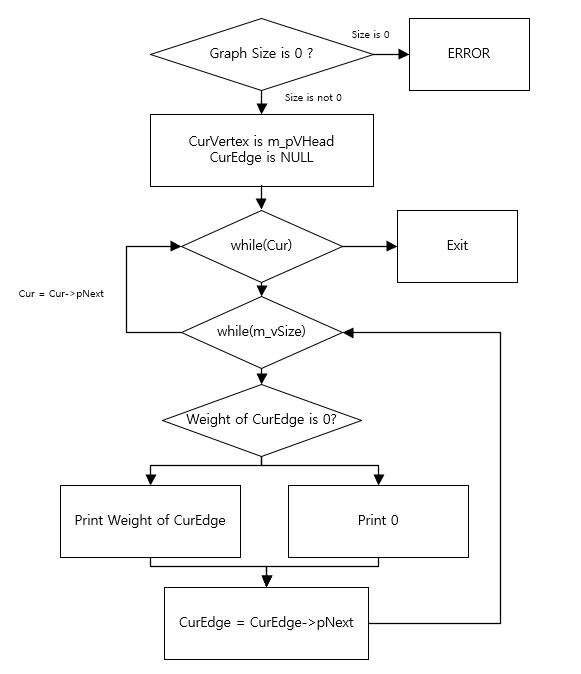 Size is 0
Graph Size is 0 ?
ERROR
Size is not 0
CurVertex is m_pVHead
CurEdge is NULL
while(Cur)
Exit
Cur = Cur->pNext
while(m_vSize)
Weight of CurEdge is 0?
Print Weight of CurEdge
Print 0
CurEdge = CurEdge->pNext